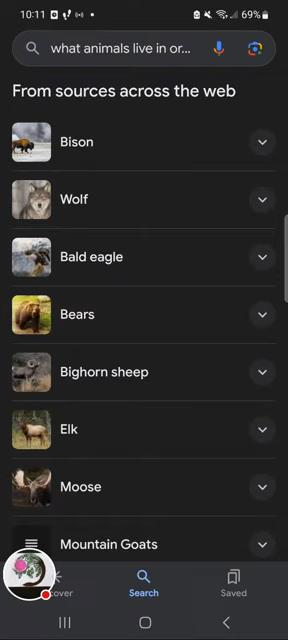 10:11
69%
what animals live in or...
From sources across the web
Bison
Wolf
Bald eagle
Bears
Bighorn sheep
Elk
Moose
Mountain Goats
cover
Search
Saved